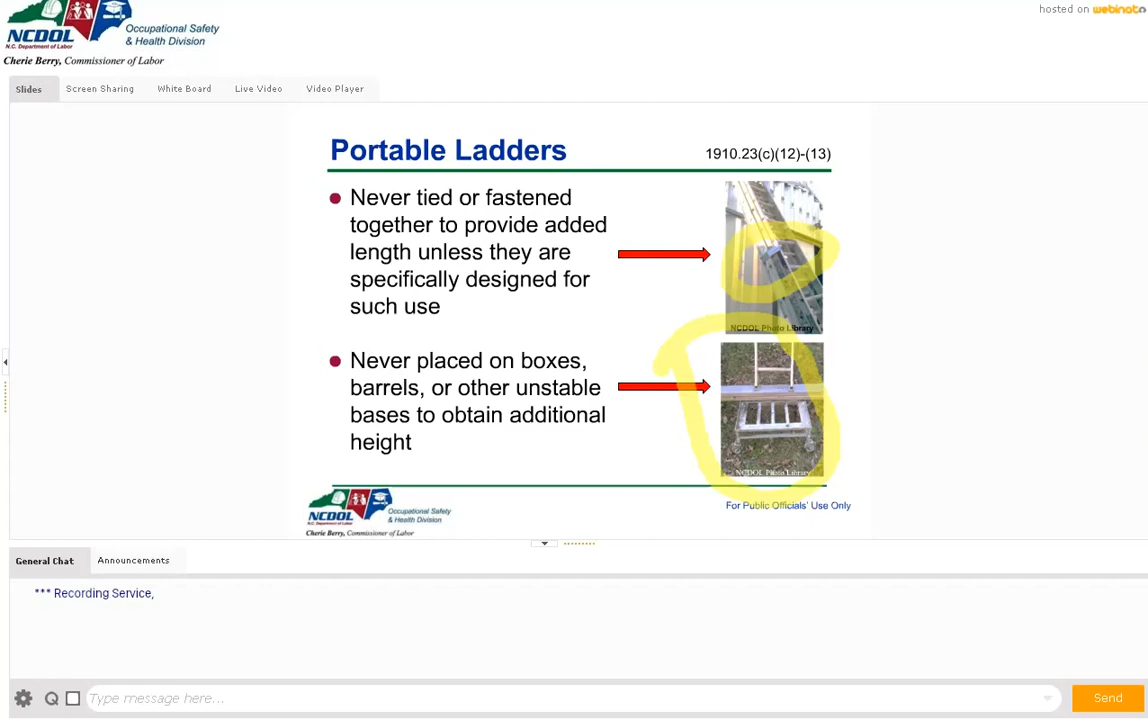 hosted on webinato
NCDOL
N.C. Department of Labor
Occupational Safety
& Health Division
Cherie Berry, Commissioner of Labor
Slides
Screen Sharing
White Board
Live Video
Video Player
Portable Ladders
1910.23(c)(12)-(13)
Never tied or fastened
together to provide added
length unless they are
specifically designed for
such use
NCDOL Photo Library
Never placed on boxes,
barrels, or other unstable
bases to obtain additional
height
NCDOL Photo Library
NCDOL
N.C. Department of Labor
Occupational Safety
& Health Division
Cherie Berry, Commissioner of Labor
For Public Officials' Use Only
General Chat
Announcements
*** Recording Service,
Type message here...
Send